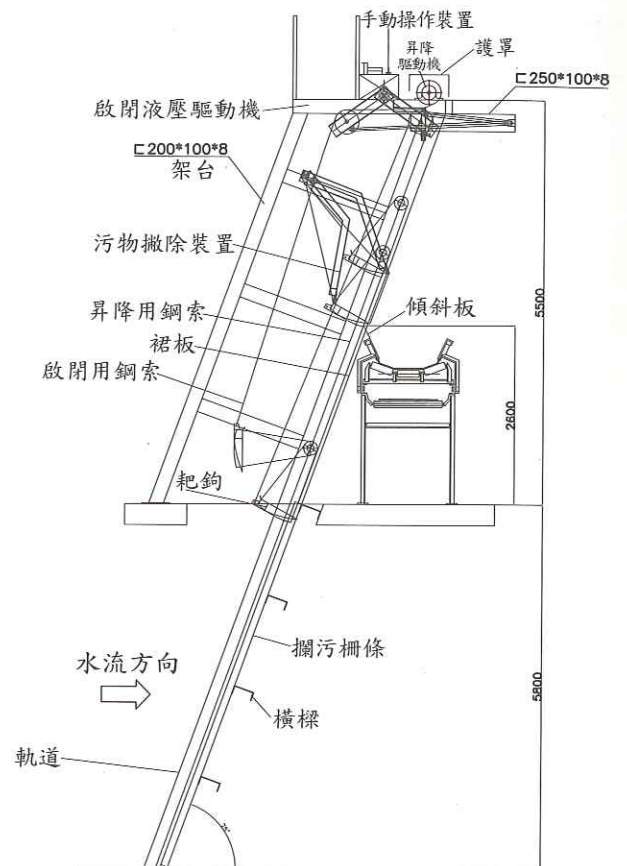 手動操作裝置
昇降
驅動機
護罩
⊏250*100*8
啟閉液壓驅動機
⊏200*100*8
架台
污物撇除裝置
昇降用鋼索
裙板
啟閉用鋼索
傾斜板
5500
2600
耙鉤
攔污柵條
水流方向
橫樑
5800
軌道